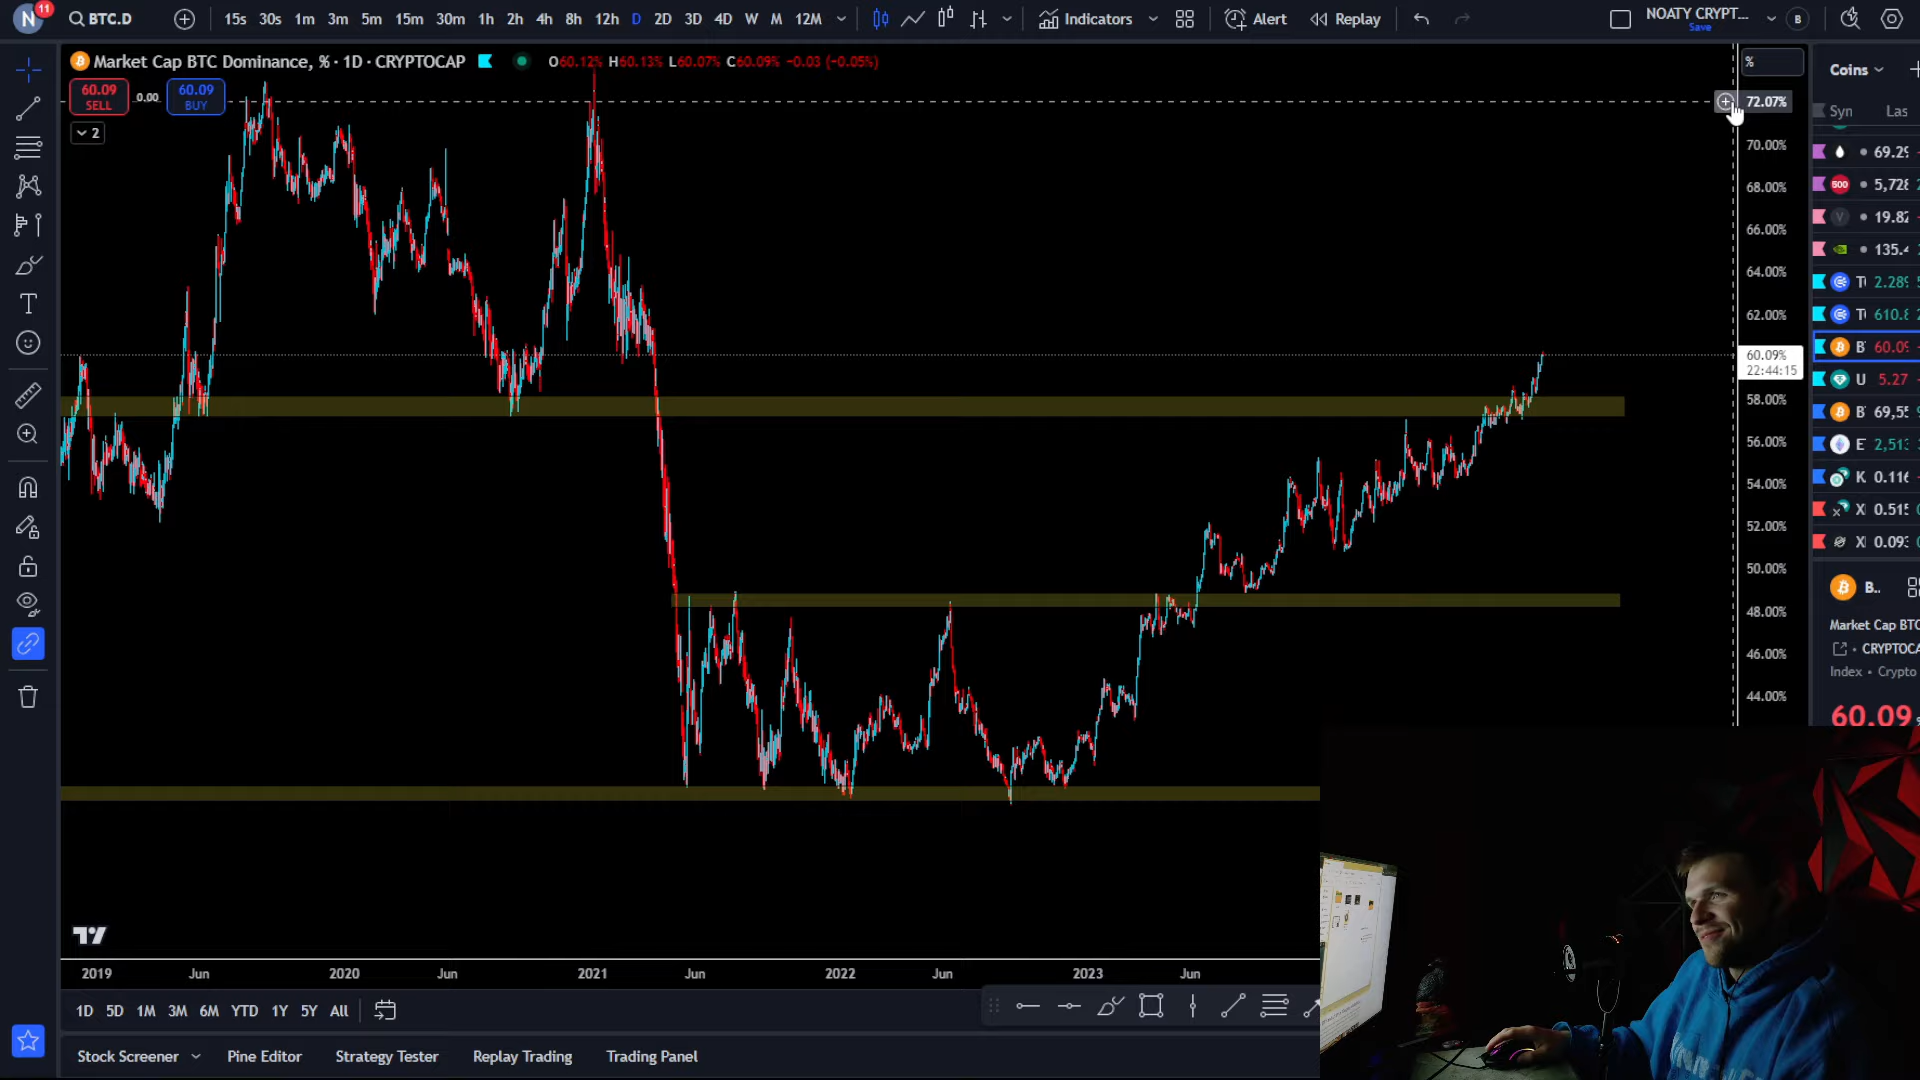 N 11 BTC.D 15s 30s 1m 3m 5m 15m 30m 1h 2h 4h 8h 12h D 2D 3D 4D W M 12M Indicators Alert Replay NOATY CRYPT... B
Save
Market Cap BTC Dominance, % · 1D · CRYPTOCAP O60.12% H60.13% L60.07% C60.09% -0.03 (-0.05%)
60.09 SELL 0.00 60.09 BUY
2
%
72.07%
70.00%
68.00%
66.00%
64.00%
62.00%
60.09%
22:44:15
58.00%
56.00%
54.00%
52.00%
50.00%
48.00%
46.00%
44.00%
Coins
Syn Las
69.29
500 5,728
V 19.82
135.4
T 2.289
T 610.8
B 60.09
U 5.27
B 69,55
E 2,513
K 0.116
X 0.515
X 0.093
B..
Market Cap BTC
CRYPTOCA
Index • Crypto
60.09
2019 Jun 2020 Jun 2021 Jun 2022 Jun 2023 Jun
1D 5D 1M 3M 6M YTD 1Y 5Y All
Stock Screener Pine Editor Strategy Tester Replay Trading Trading Panel